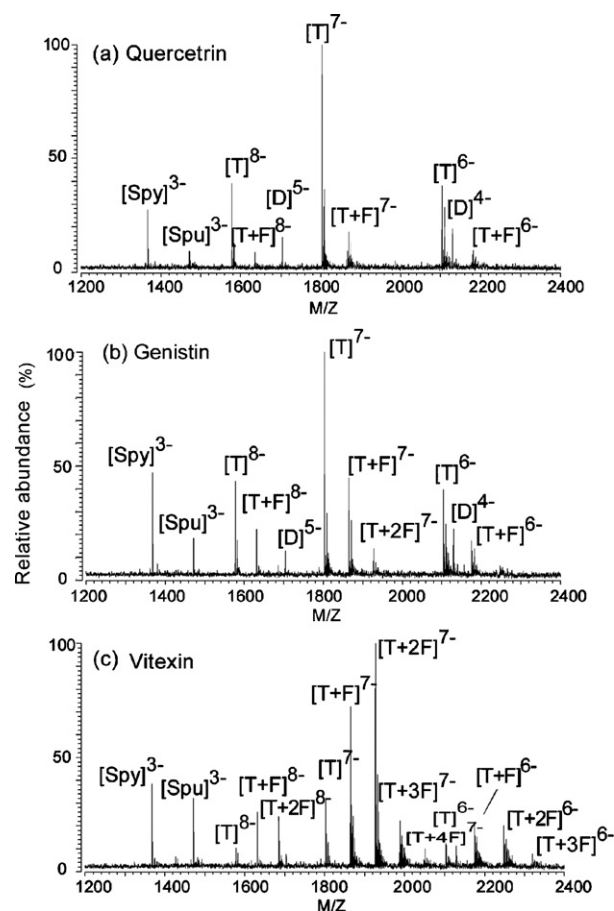 (a) Quercetrin
[T]7-
[T]8-
[T]6-
[Spy]3-
[D]5-
[D]4-
[Spu]3-
[T+F]8-
[T+F]7-
[T+F]6-
100
50
0
1200 1400 1600 1800 2000 2200 2400
M/Z
(b) Genistin
[T]7-
[Spy]3-
[T]8-
[T+F]7-
[T]6-
[T+F]8-
[D]4-
[Spu]3-
[D]5-
[T+2F]7-
[T+F]6-
100
50
0
1200 1400 1600 1800 2000 2200 2400
M/Z
Relative abundance (%)
(c) Vitexin
[T+2F]7-
[T+F]7-
[Spy]3-
[Spu]3-
[T+F]8-
[T]7-
[T+3F]7-
[T+F]6-
[T+2F]8-
[T]6-
[T+2F]6-
[T]8-
[T+4F]7-
[T+3F]6-
100
50
0
1200 1400 1600 1800 2000 2200 2400
M/Z